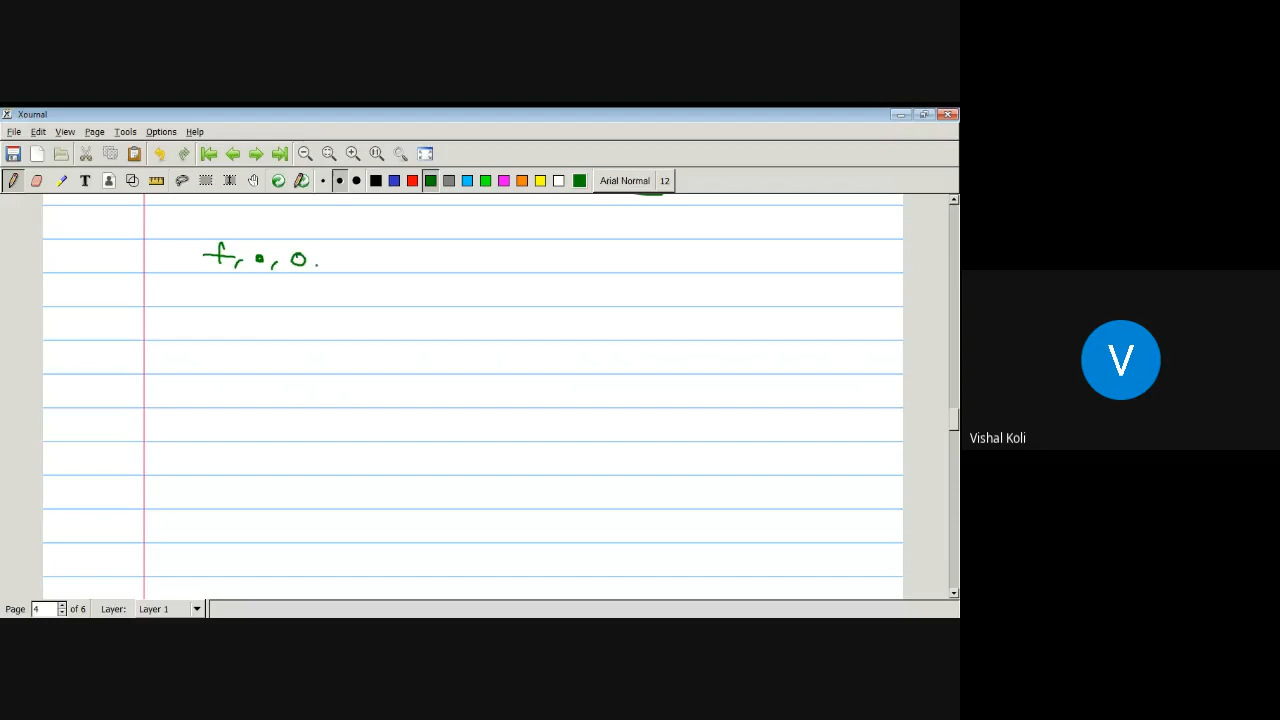 Xournal
File Edit View Page Tools Options Help
T Arial Normal 12
f, •, o.
V
Vishal Koli
Page 4 of 6 Layer: Layer 1